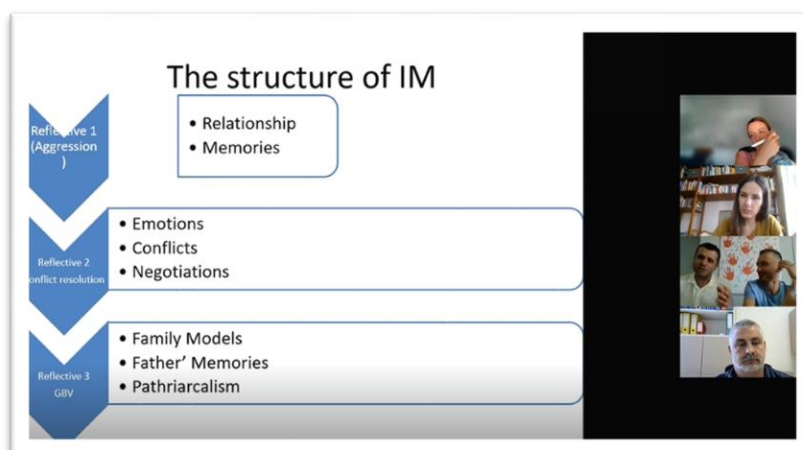 The structure of IM
Reflective 1
(Aggression
)
• Relationship
• Memories
Reflective 2
onflict resolution
• Emotions
• Conflicts
• Negotiations
Reflective 3
GBV
• Family Models
• Father’ Memories
• Pathriarcalism